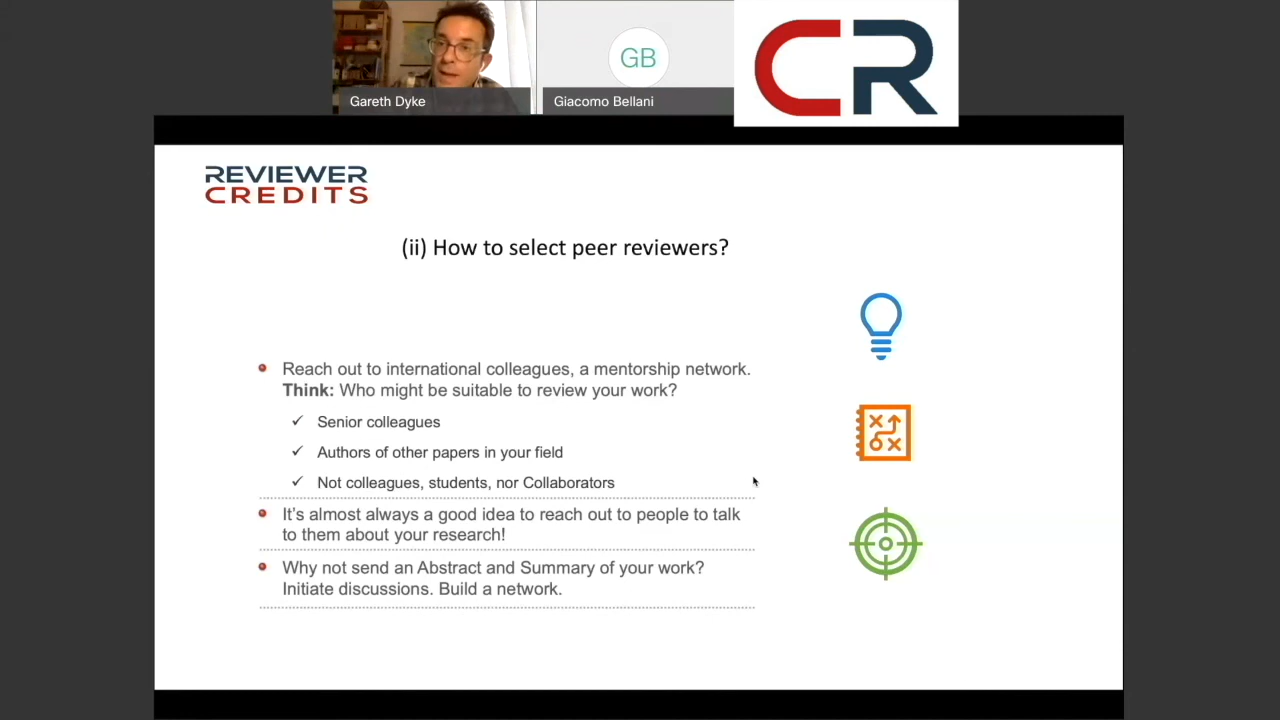 Gareth Dyke
GB
Giacomo Bellani
CR
REVIEWER
CREDITS
(ii) How to select peer reviewers?
Reach out to international colleagues, a mentorship network.
Think: Who might be suitable to review your work?
Senior colleagues
Authors of other papers in your field
Not colleagues, students, nor Collaborators
It’s almost always a good idea to reach out to people to talk
to them about your research!
Why not send an Abstract and Summary of your work?
Initiate discussions. Build a network.